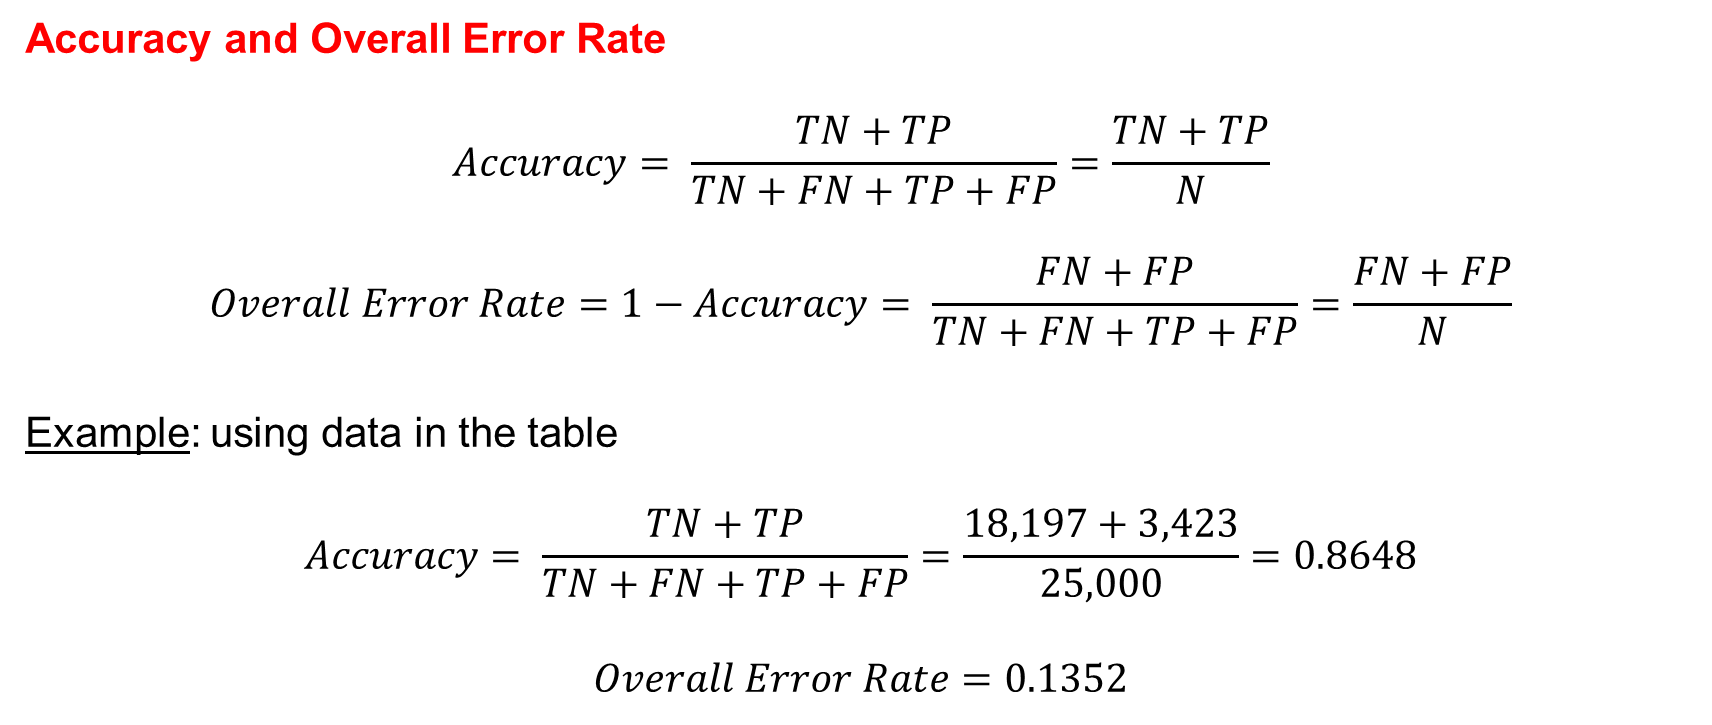 Accuracy and Overall Error Rate
Accuracy = (TN + TP) / (TN + FN + TP + FP) = (TN + TP) / N
Overall Error Rate = 1 − Accuracy = (FN + FP) / (TN + FN + TP + FP) = (FN + FP) / N
Example: using data in the table
Accuracy = (TN + TP) / (TN + FN + TP + FP) = (18,197 + 3,423) / 25,000 = 0.8648
Overall Error Rate = 0.1352